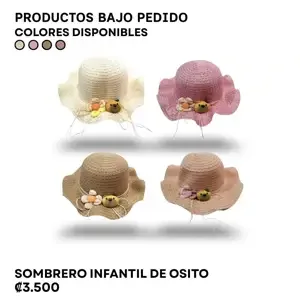 PRODUCTOS BAJO PEDIDO
COLORES DISPONIBLES
SOMBRERO INFANTIL DE OSITO
₡3.500